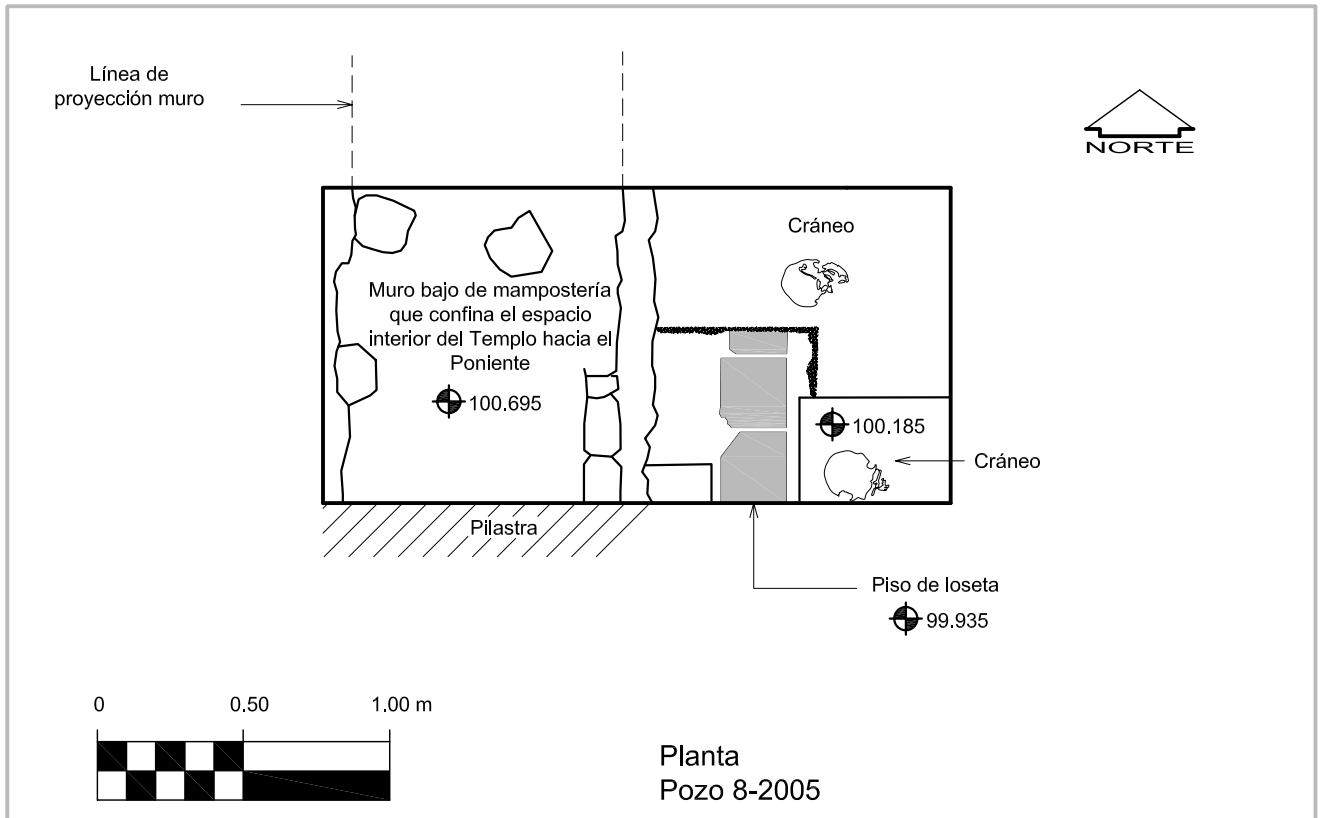 Línea de
proyección muro
NORTE
Cráneo
Muro bajo de mampostería
que confina el espacio
interior del Templo hacia el
Poniente
100.695
100.185
Cráneo
Pilastra
Piso de loseta
99.935
0 0.50 1.00 m
Planta
Pozo 8-2005